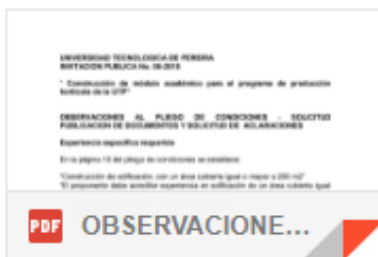 UNIVERSIDAD TECNOLOGICA DE PEREIRA
INVITACIÓN PUBLICA No. 06-2018
" Construcción de módulo académico para el programa de producción
hortícola de la UTP"
OBSERVACIONES AL PLIEGO DE CONDICIONES - SOLICITUD
PUBLICACION DE DOCUMENTOS Y SOLICITUD DE ACLARACIONES
Experiencia específica requerida
En la página 10 del pliego de condiciones se establece:
"Construcción de edificación, con un área cubierta igual o mayor a 200 m2"
"El proponente debe acreditar experiencia en edificación de un área cubierta igual
PDF OBSERVACIONE...